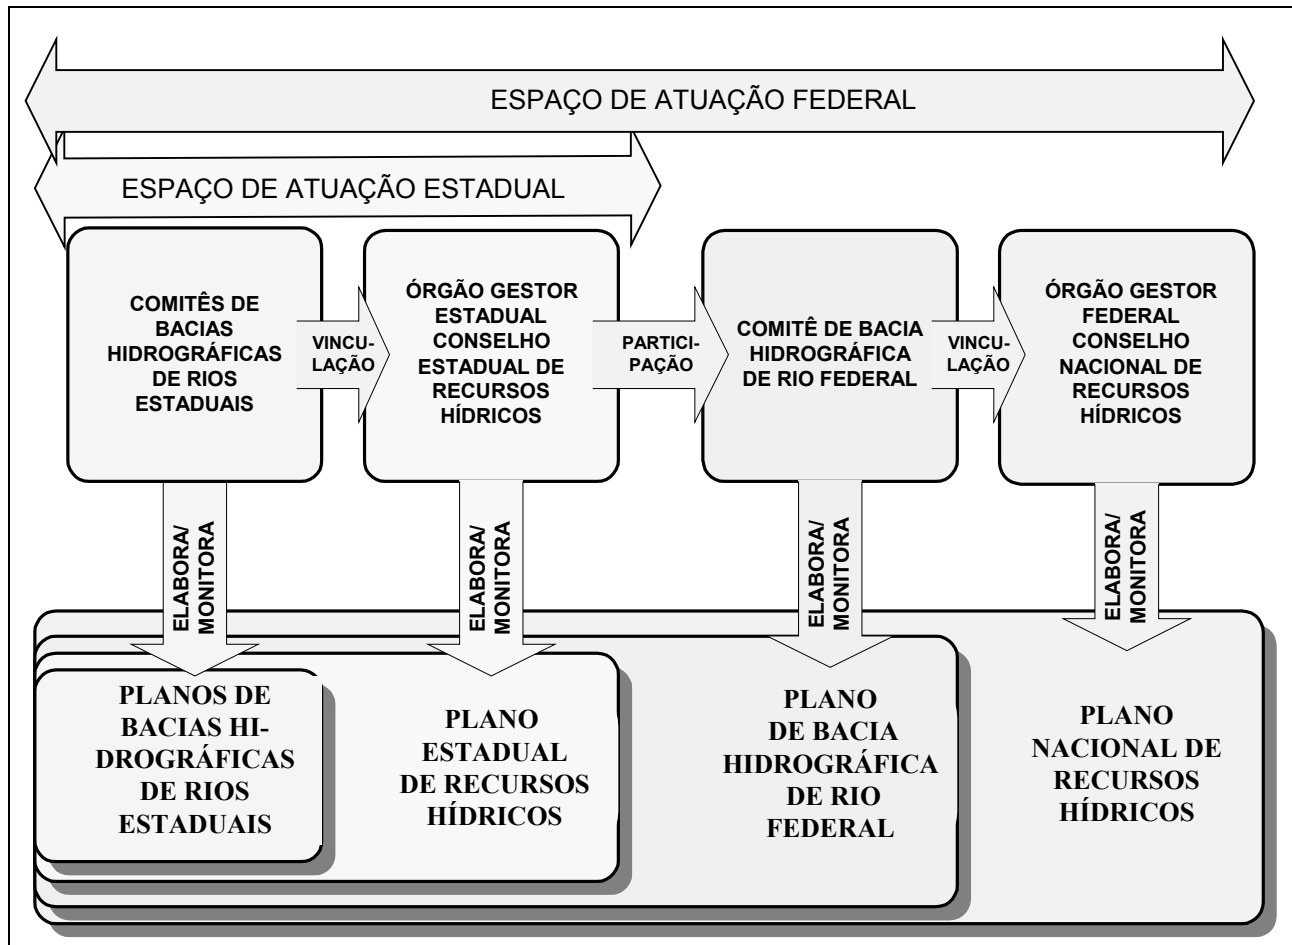 ESPAÇO DE ATUAÇÃO FEDERAL
ESPAÇO DE ATUAÇÃO ESTADUAL
COMITÊS DE
BACIAS
HIDROGRÁFICAS
DE RIOS
ESTADUAIS
VINCU-
LAÇÃO
ÓRGÃO GESTOR
ESTADUAL
CONSELHO
ESTADUAL DE
RECURSOS
HÍDRICOS
PARTICI-
PAÇÃO
COMITÊ DE BACIA
HIDROGRÁFICA
DE RIO FEDERAL
VINCU-
LAÇÃO
ÓRGÃO GESTOR
FEDERAL
CONSELHO
NACIONAL DE
RECURSOS
HÍDRICOS
ELABORA/
MONITORA
ELABORA/
MONITORA
ELABORA/
MONITORA
ELABORA/
MONITORA
PLANOS DE
BACIAS HI-
DROGRÁFICAS
DE RIOS
ESTADUAIS
PLANO
ESTADUAL
DE RECURSOS
HÍDRICOS
PLANO
DE BACIA
HIDROGRÁFICA
DE RIO
FEDERAL
PLANO
NACIONAL DE
RECURSOS
HÍDRICOS